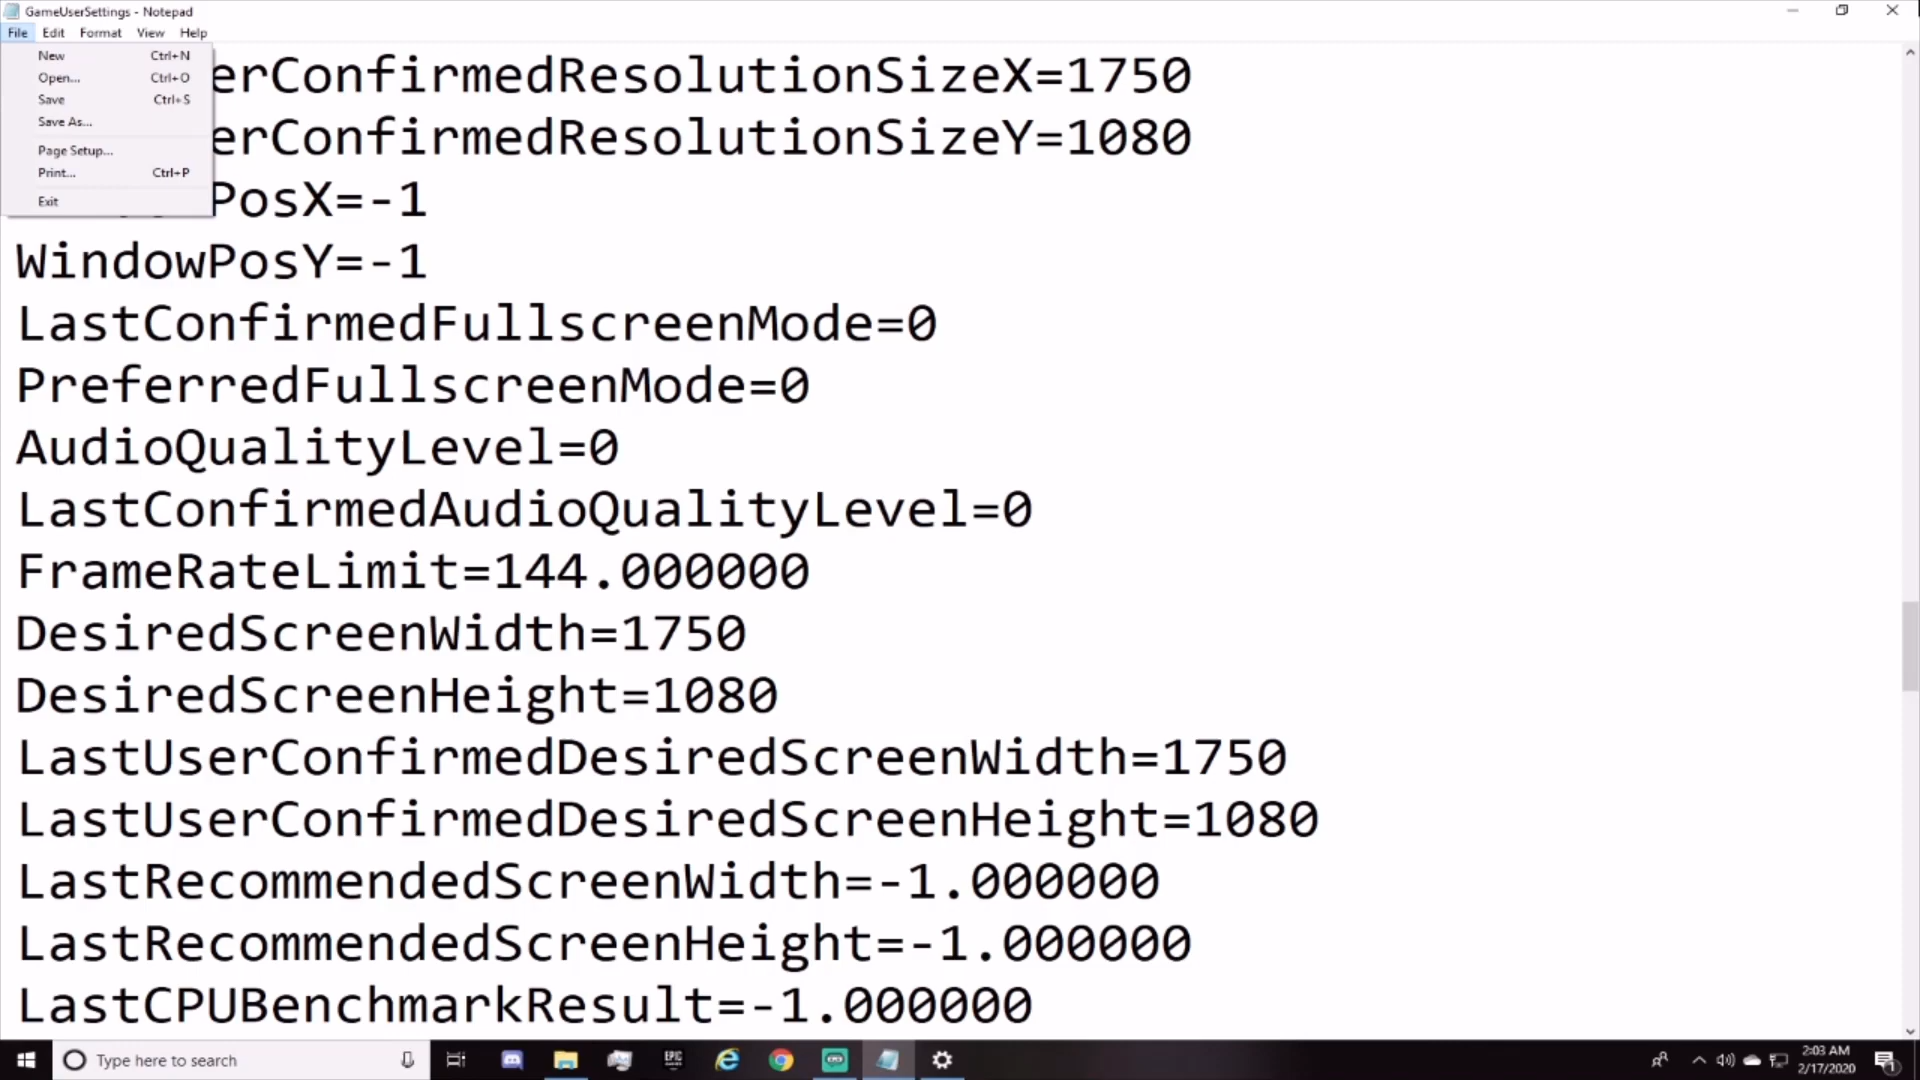 GameUserSettings - Notepad
File Edit Format View Help
New Ctrl+N
Open... Ctrl+O
Save Ctrl+S
Save As...
Page Setup...
Print... Ctrl+P
Exit
erConfirmedResolutionSizeX=1750
erConfirmedResolutionSizeY=1080
PosX=-1
WindowPosY=-1
LastConfirmedFullscreenMode=0
PreferredFullscreenMode=0
AudioQualityLevel=0
LastConfirmedAudioQualityLevel=0
FrameRateLimit=144.000000
DesiredScreenWidth=1750
DesiredScreenHeight=1080
LastUserConfirmedDesiredScreenWidth=1750
LastUserConfirmedDesiredScreenHeight=1080
LastRecommendedScreenWidth=-1.000000
LastRecommendedScreenHeight=-1.000000
LastCPUBenchmarkResult=-1.000000
Type here to search
EPIC
2:03 AM
2/17/2020
1